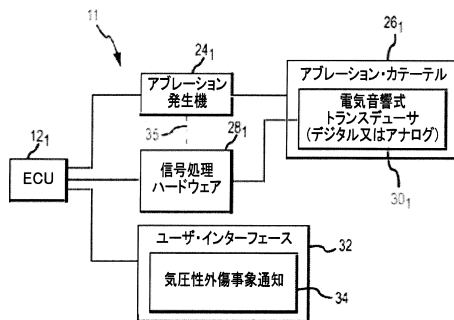 11
24₁
アブレーション
発生機
26₁
アブレーション・カテーテル
電気音響式
トランスデューサ
(デジタル又はアナログ)
30₁
35
28₁
信号処理
ハードウェア
12₁
ECU
ユーザ・インターフェース
32
気圧性外傷事象通知
34